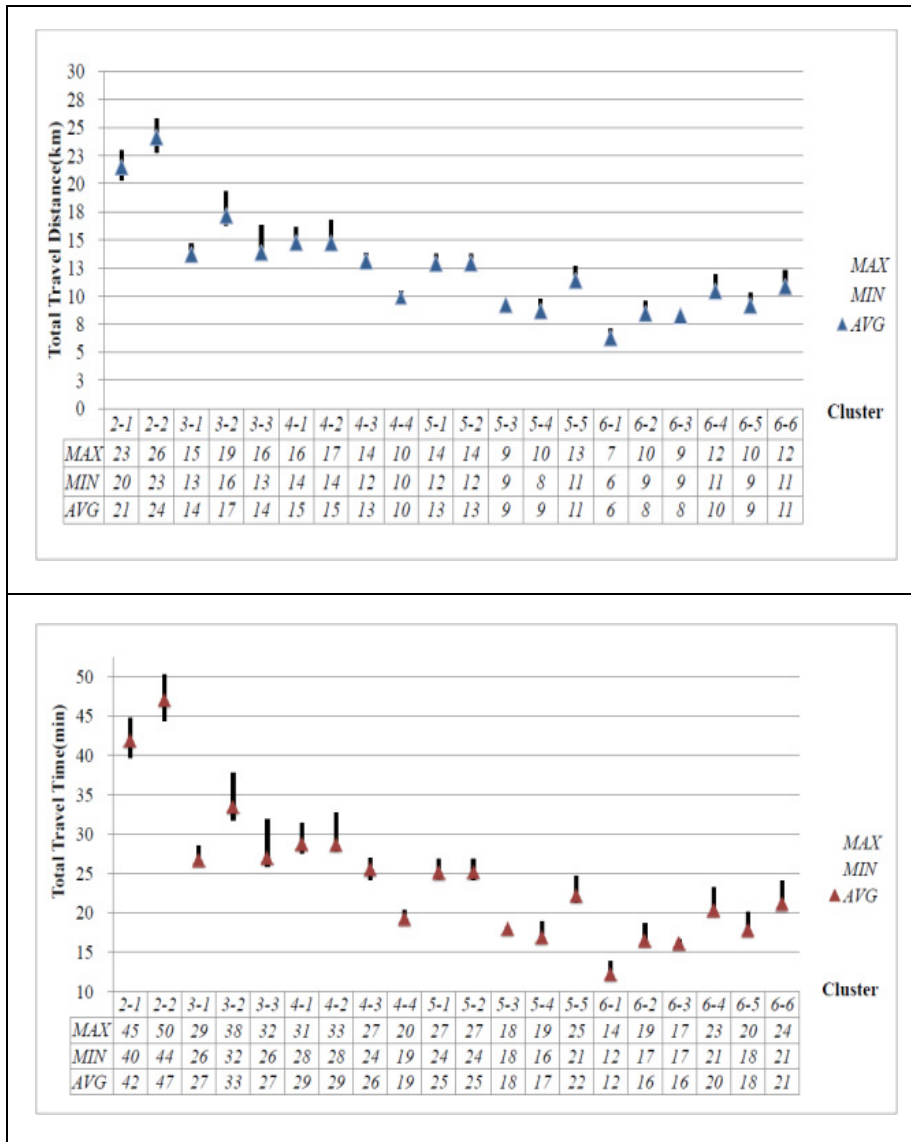 30
28
25
23
20
18
15
13
10
8
5
3
0
Total Travel Distance(km)
MAX
MIN
AVG
Cluster
2-1 2-2 3-1 3-2 3-3 4-1 4-2 4-3 4-4 5-1 5-2 5-3 5-4 5-5 6-1 6-2 6-3 6-4 6-5 6-6
MAX 23 26 15 19 16 16 17 14 10 14 14 9 10 13 7 10 9 12 10 12
MIN 20 23 13 16 13 14 14 12 10 12 12 9 8 11 6 9 9 11 9 11
AVG 21 24 14 17 14 15 15 13 10 13 13 9 9 11 6 8 8 10 9 11
50
45
40
35
30
25
20
15
10
Total Travel Time(min)
MAX
MIN
AVG
Cluster
2-1 2-2 3-1 3-2 3-3 4-1 4-2 4-3 4-4 5-1 5-2 5-3 5-4 5-5 6-1 6-2 6-3 6-4 6-5 6-6
MAX 45 50 29 38 32 31 33 27 20 27 27 18 19 25 14 19 17 23 20 24
MIN 40 44 26 32 26 28 28 24 19 24 24 18 16 21 12 17 17 21 18 21
AVG 42 47 27 33 27 29 29 26 19 25 25 18 17 22 12 16 16 20 18 21